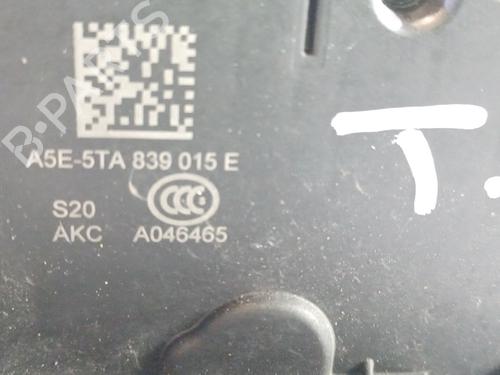 B-PARTS
A5E-5TA 839 015 E
S20
CCC
AKC A046465
T.